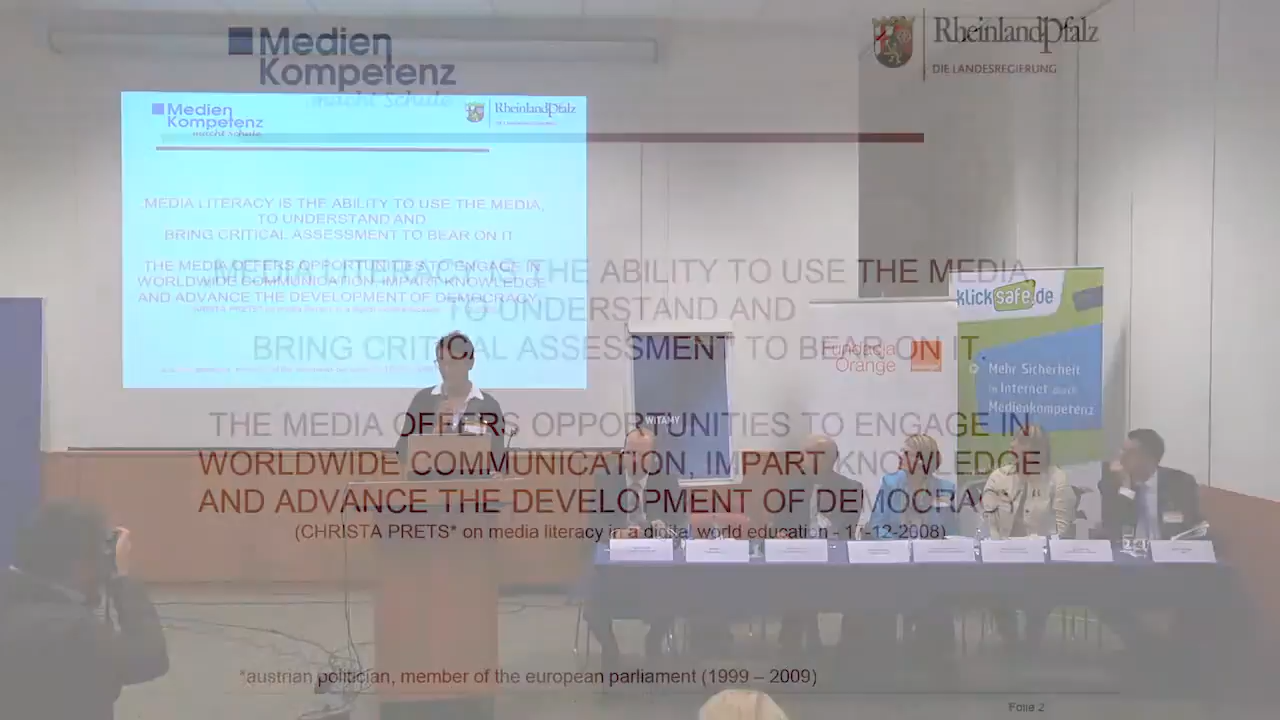 Medien
Kompetenz
macht Schule
RheinlandPfalz
DIE LANDESREGIERUNG
Medien
Kompetenz
macht Schule
RheinlandPfalz
MEDIA LITERACY IS THE ABILITY TO USE THE MEDIA,
TO UNDERSTAND AND
BRING CRITICAL ASSESSMENT TO BEAR ON IT
THE MEDIA OFFERS OPPORTUNITIES TO ENGAGE IN
WORLDWIDE COMMUNICATION, IMPART KNOWLEDGE
AND ADVANCE THE DEVELOPMENT OF DEMOCRACY
MEDIA LITERACY IS THE ABILITY TO USE THE MEDIA
TO UNDERSTAND AND
BRING CRITICAL ASSESSMENT TO BEAR ON IT.
THE MEDIA OFFERS OPPORTUNITIES TO ENGAGE IN
WORLDWIDE COMMUNICATION, IMPART KNOWLEDGE
AND ADVANCE THE DEVELOPMENT OF DEMOCRACY.
(CHRISTA PRETS* on media literacy in a digital world education - 11-12-2008)
*austrian politician, member of the european parliament (1999 – 2009)
Folie 2
klicksafe.de
Mehr Sicherheit
im Internet durch
Medienkompetenz
Fundacja
Orange
WITAMY